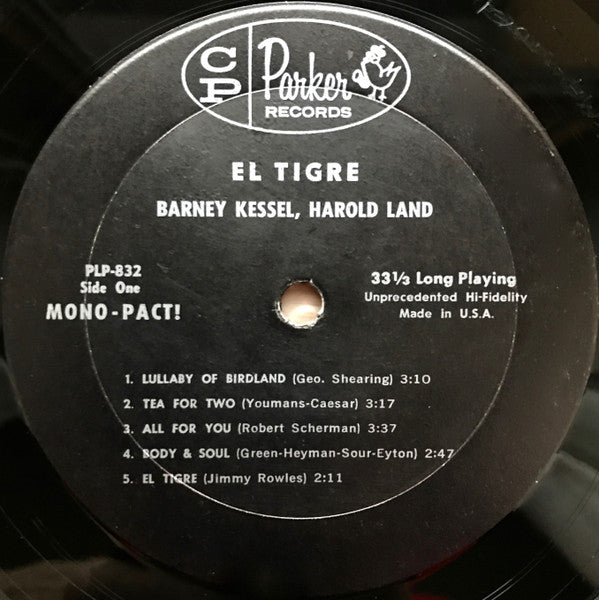 CP Parker
RECORDS
EL TIGRE
BARNEY KESSEL, HAROLD LAND
PLP-832
Side One
MONO-PACT!
33⅓ Long Playing
Unprecedented Hi-Fidelity
Made in U.S.A.
1. LULLABY OF BIRDLAND (Geo. Shearing) 3:10
2. TEA FOR TWO (Youmans-Caesar) 3:17
3. ALL FOR YOU (Robert Scherman) 3:37
4. BODY & SOUL (Green-Heyman-Sour-Eyton) 2:47
5. EL TIGRE (Jimmy Rowles) 2:11